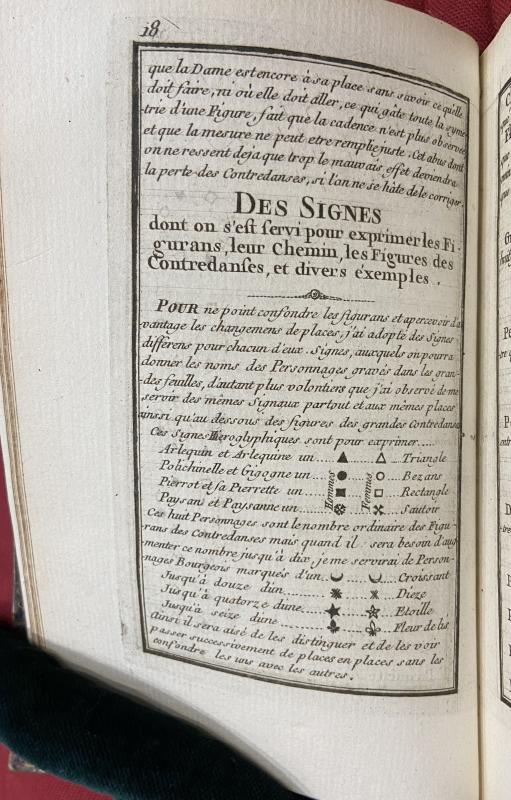 18
que la Dame est encore à sa place sans savoir ce qu'elle
doit faire, ni où elle doit aller, ce qui gâte toute la syme
-trie d'une Figure, fait que la cadence n'est plus observée
et que la mesure ne peut etre remplie juste. Cet abus dont
on ne ressent deja que trop le mauvais effet deviendra
la perte des Contredanses, si l'on ne se hâte de le corriger.
DES SIGNES
dont on s'est servi pour exprimer les Fi-
gurans, leur Chemin, les Figures des
Contredanses, et divers exemples.
POUR ne point confondre les figurans et apercevoir d'a
-vantage les changemens de places, j'ai adopté des Signes
différens pour chacun d'eux. Signes, auxquels on pourra
donner les noms des Personnages gravés dans les gran-
-des feuilles, d'autant plus volontiers que j'ai observé de me
servir des mêmes Signaux partout et aux mêmes places
ainsi qu'au dessous des figures des grandes Contredanses
Ces signes Hieroglyphiques sont pour exprimer....
Arlequin et Arlequine un ... ▲ ... △ ... Triangle
Polichinelle et Gigogne un ... ● ... ○ ... Bezans
Pierrot et sa Pierrette un ... ■ ... □ ... Rectangle
Paysan et Paysanne un ... Sautoir
Hommes
Femmes
Ces huit Personnages sont le nombre ordinaire des Figu-
rans des Contredanses mais quand il sera besoin d'aug-
-menter ce nombre jusqu'à dix, je me servirai de Person-
-nages Bourgeois marqués d'un ... Croissant
Jusqu'à douze d'un ... Dieze
Jusqu'à quatorze d'une ... Etoille
Jusqu'a seize d'une ... Fleur de lis
Ainsi il sera aisé de les distinguer et de les voir
passer successivement de places en places sans les
confondre les uns avec les autres.